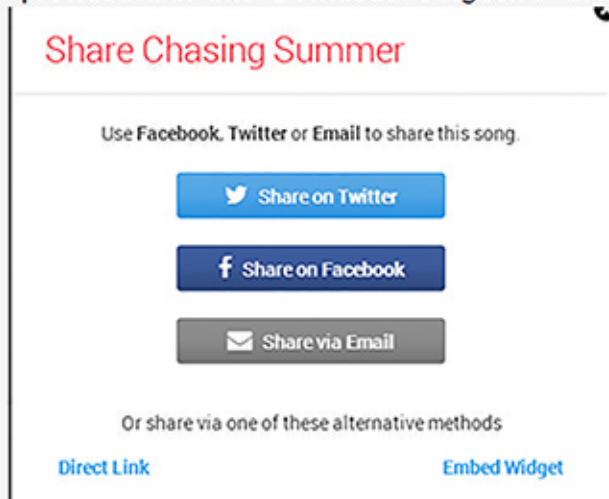 Share Chasing Summer
Use Facebook, Twitter or Email to share this song.
Share on Twitter
Share on Facebook
Share via Email
Or share via one of these alternative methods
Direct Link Embed Widget